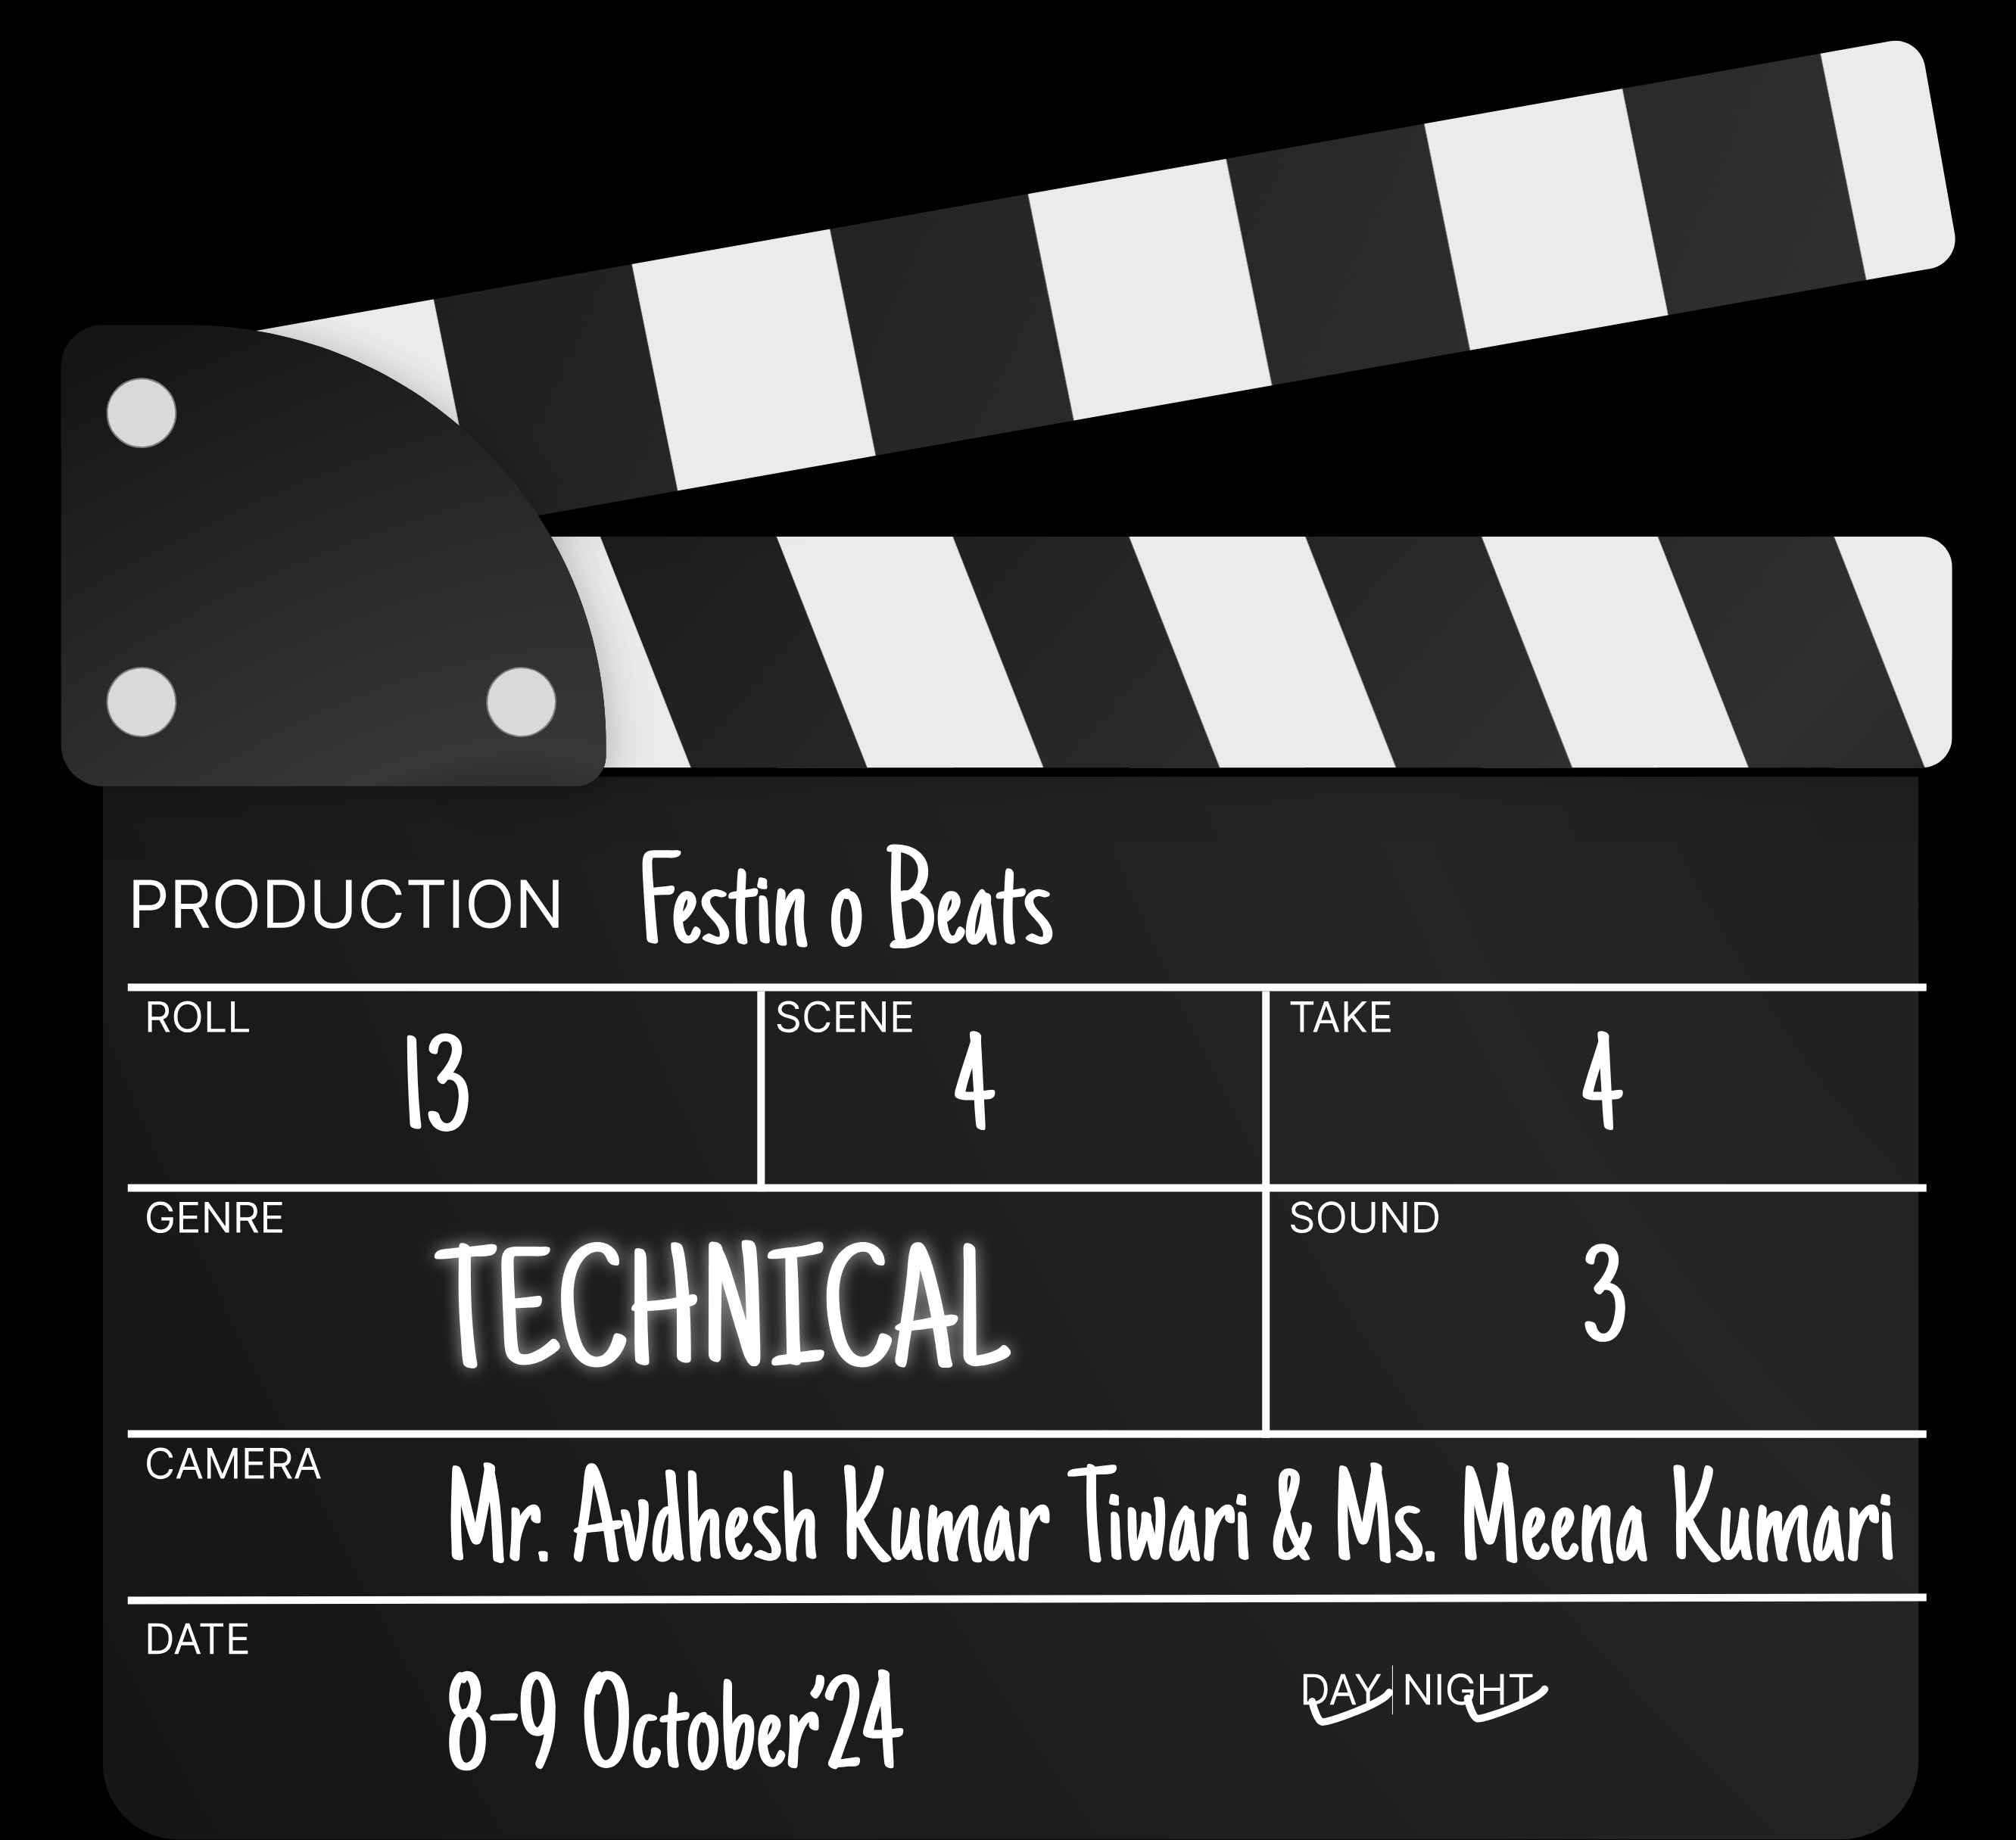 PRODUCTION Festin o Beats
ROLL SCENE TAKE
13 4 4
GENRE SOUND
TECHNICAL 3
CAMERA
Mr. Avdhesh Kumar Tiwari & Ms. Meena Kumari
DATE
8-9 October'24 DAY NIGHT